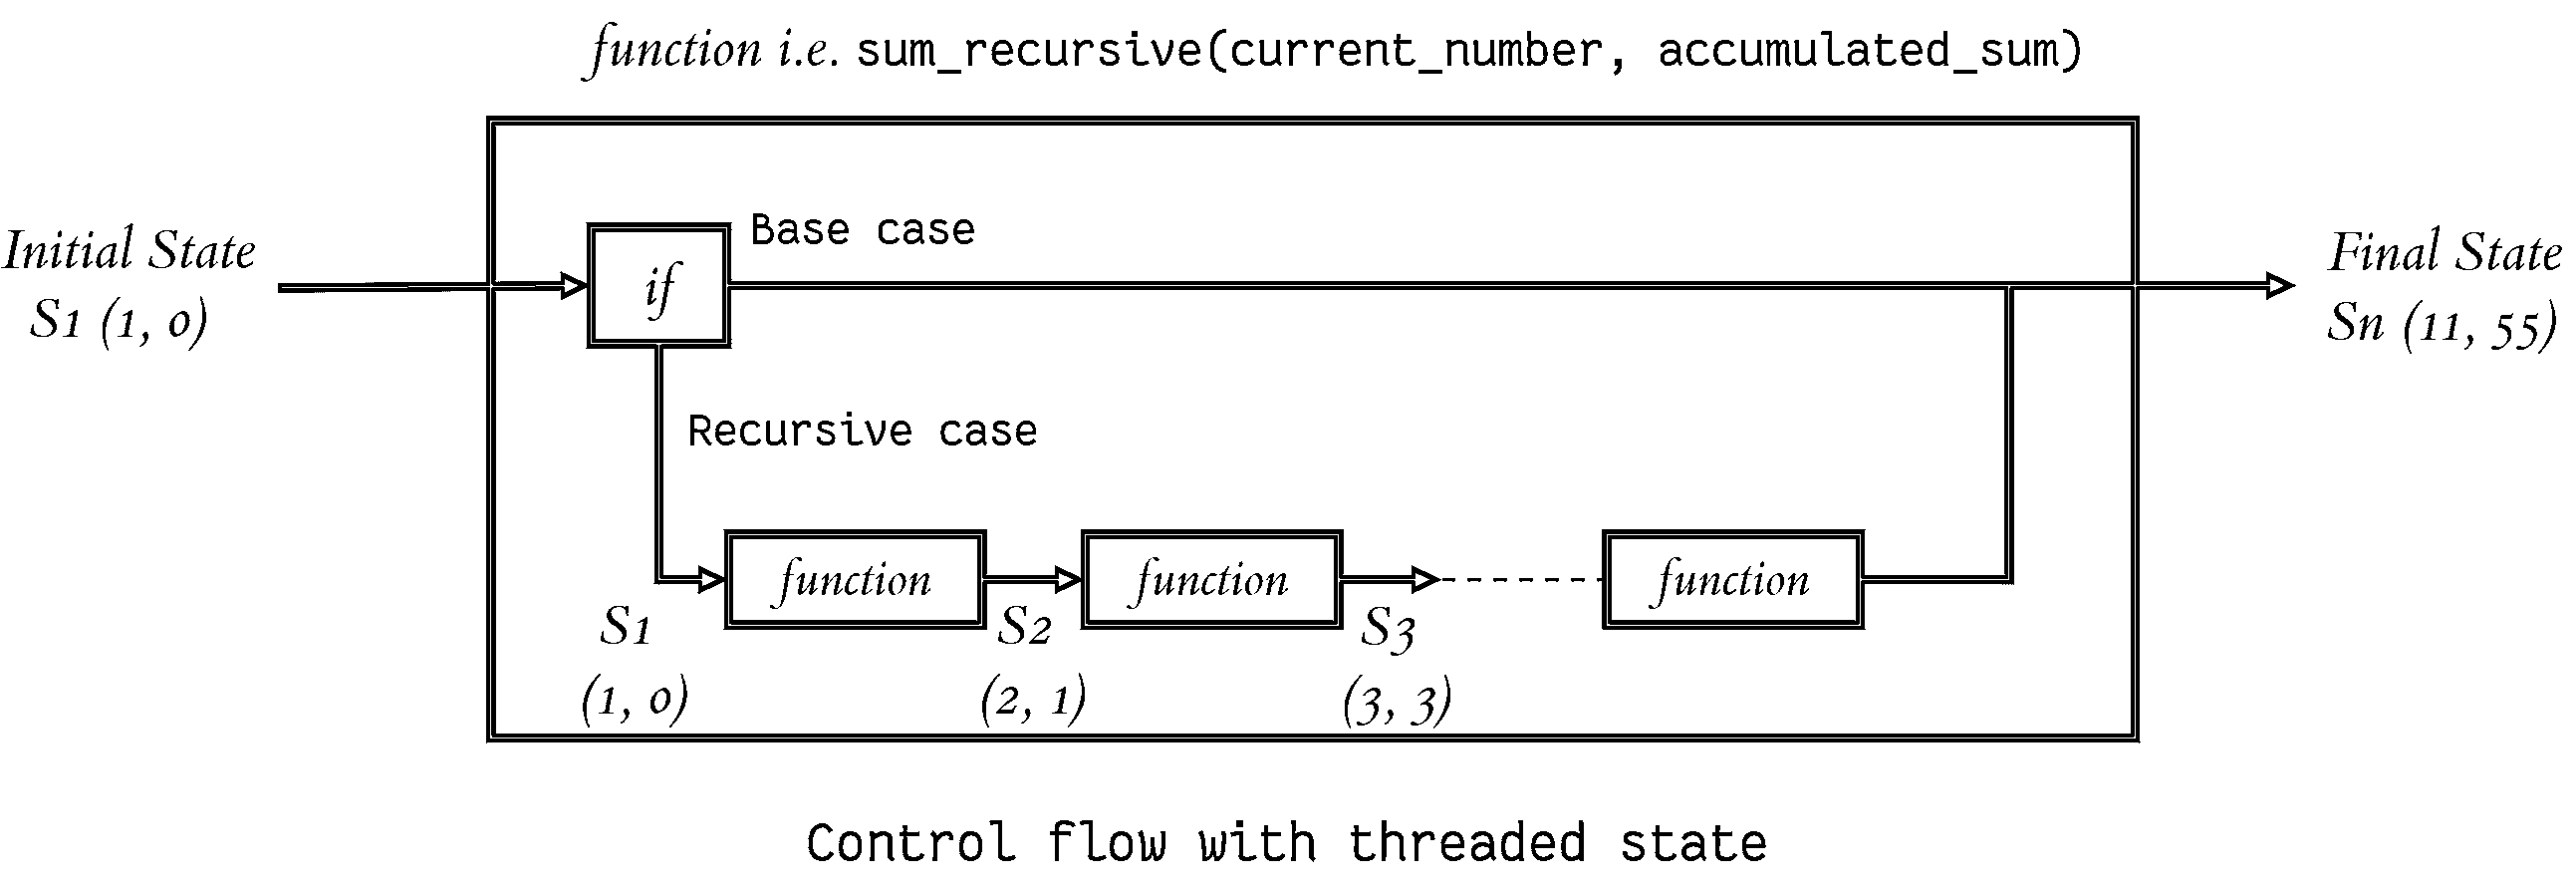 function i.e. sum_recursive(current_number, accumulated_sum)
Base case
Initial State
S1 (1, 0)
if
Final State
Sn (11, 55)
Recursive case
function
function
function
S1
S2
S3
(1, 0)
(2, 1)
(3, 3)
Control flow with threaded state